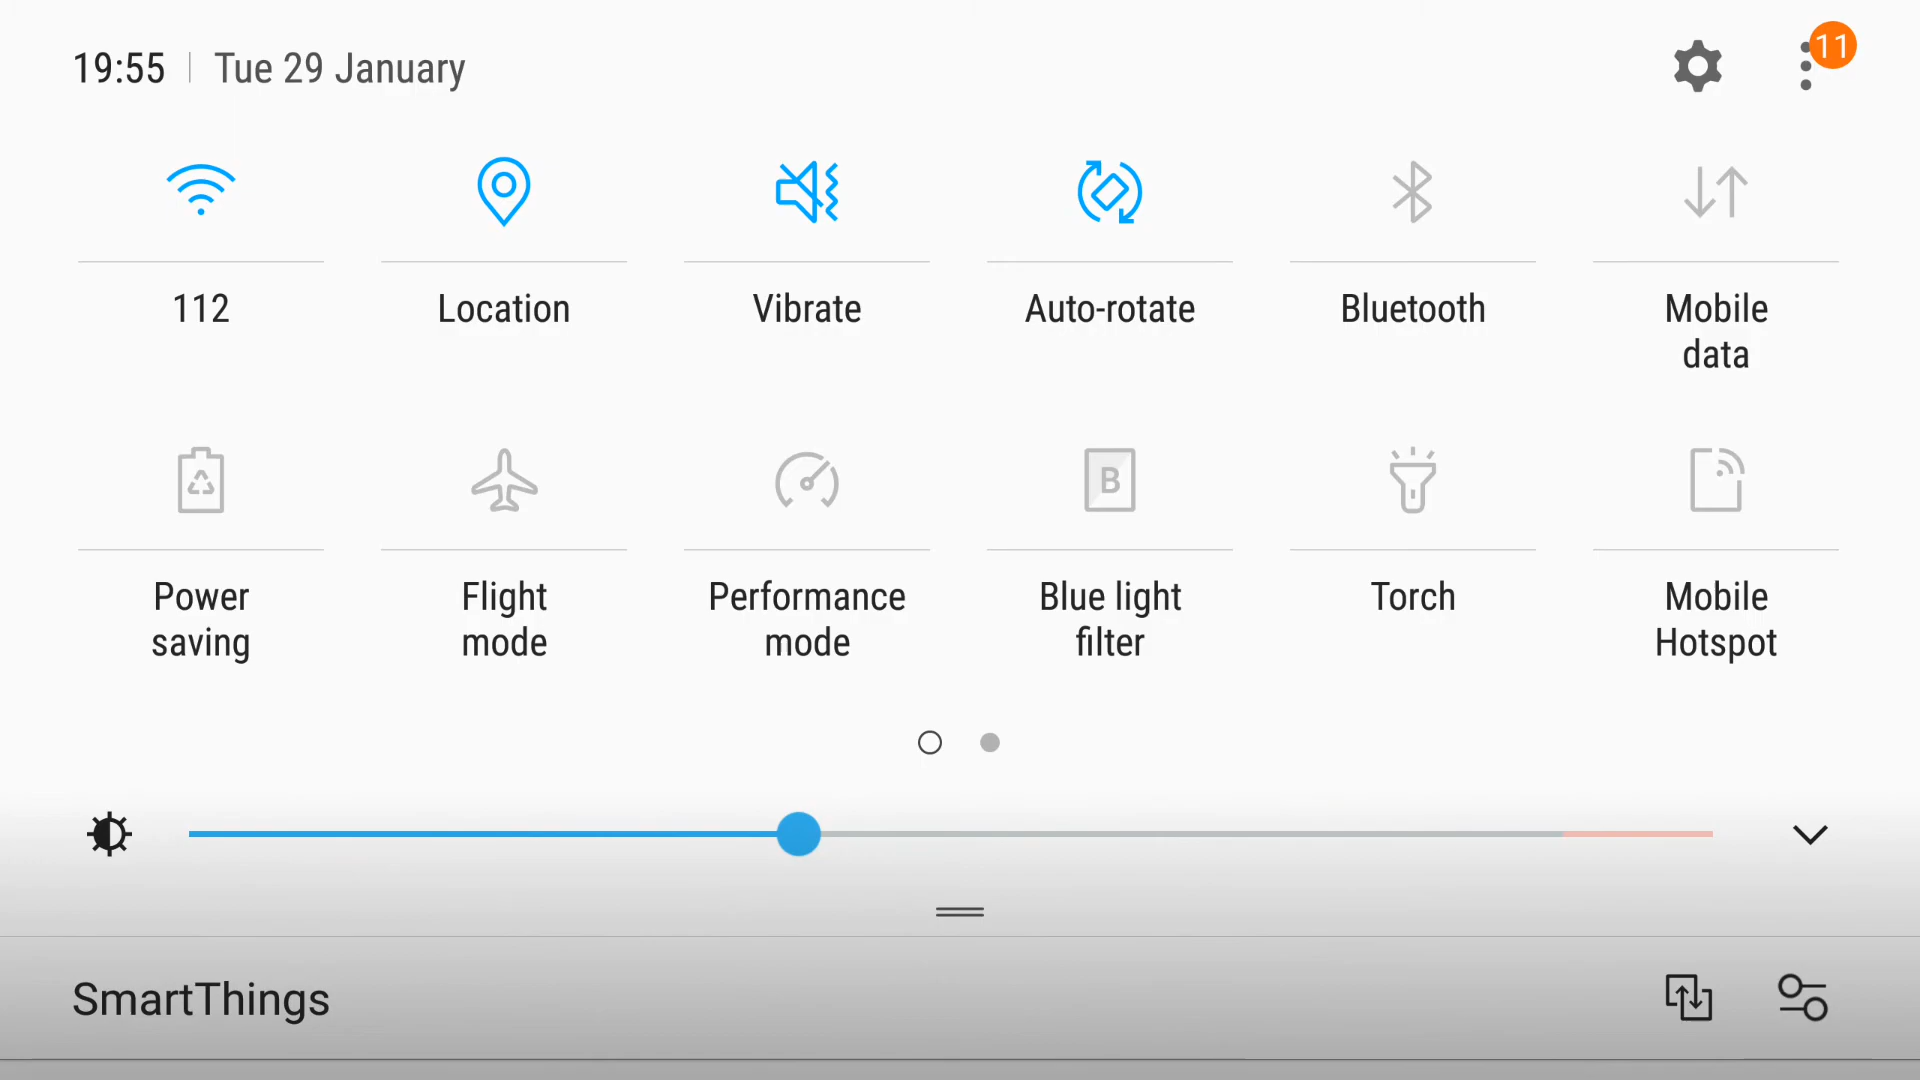 19:55 Tue 29 January 11
112 Location Vibrate Auto-rotate Bluetooth Mobile
data
B
Power Flight Performance Blue light Torch Mobile
saving mode mode filter Hotspot
SmartThings